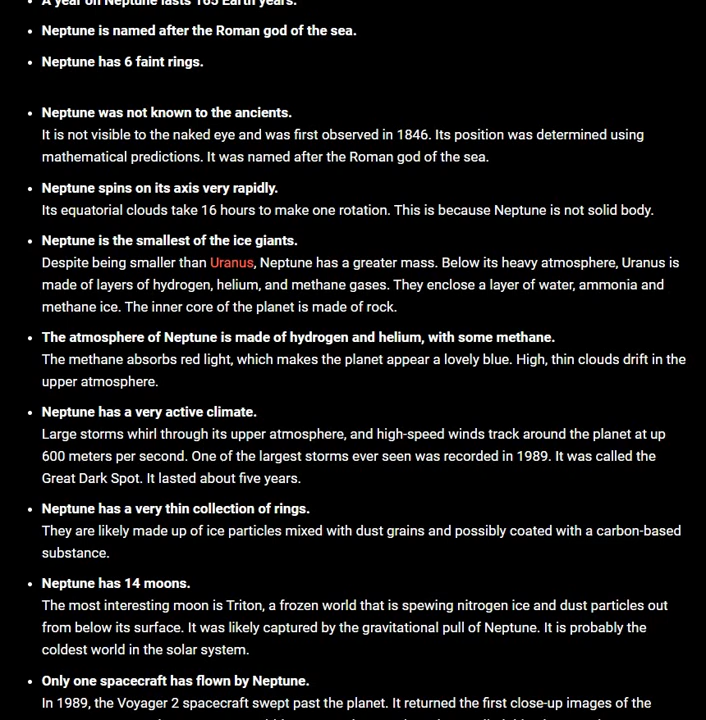 A year on Neptune lasts 165 Earth years.
Neptune is named after the Roman god of the sea.
Neptune has 6 faint rings.
Neptune was not known to the ancients.
It is not visible to the naked eye and was first observed in 1846. Its position was determined using
mathematical predictions. It was named after the Roman god of the sea.
Neptune spins on its axis very rapidly.
Its equatorial clouds take 16 hours to make one rotation. This is because Neptune is not solid body.
Neptune is the smallest of the ice giants.
Despite being smaller than Uranus, Neptune has a greater mass. Below its heavy atmosphere, Uranus is
made of layers of hydrogen, helium, and methane gases. They enclose a layer of water, ammonia and
methane ice. The inner core of the planet is made of rock.
The atmosphere of Neptune is made of hydrogen and helium, with some methane.
The methane absorbs red light, which makes the planet appear a lovely blue. High, thin clouds drift in the
upper atmosphere.
Neptune has a very active climate.
Large storms whirl through its upper atmosphere, and high-speed winds track around the planet at up
600 meters per second. One of the largest storms ever seen was recorded in 1989. It was called the
Great Dark Spot. It lasted about five years.
Neptune has a very thin collection of rings.
They are likely made up of ice particles mixed with dust grains and possibly coated with a carbon-based
substance.
Neptune has 14 moons.
The most interesting moon is Triton, a frozen world that is spewing nitrogen ice and dust particles out
from below its surface. It was likely captured by the gravitational pull of Neptune. It is probably the
coldest world in the solar system.
Only one spacecraft has flown by Neptune.
In 1989, the Voyager 2 spacecraft swept past the planet. It returned the first close-up images of the